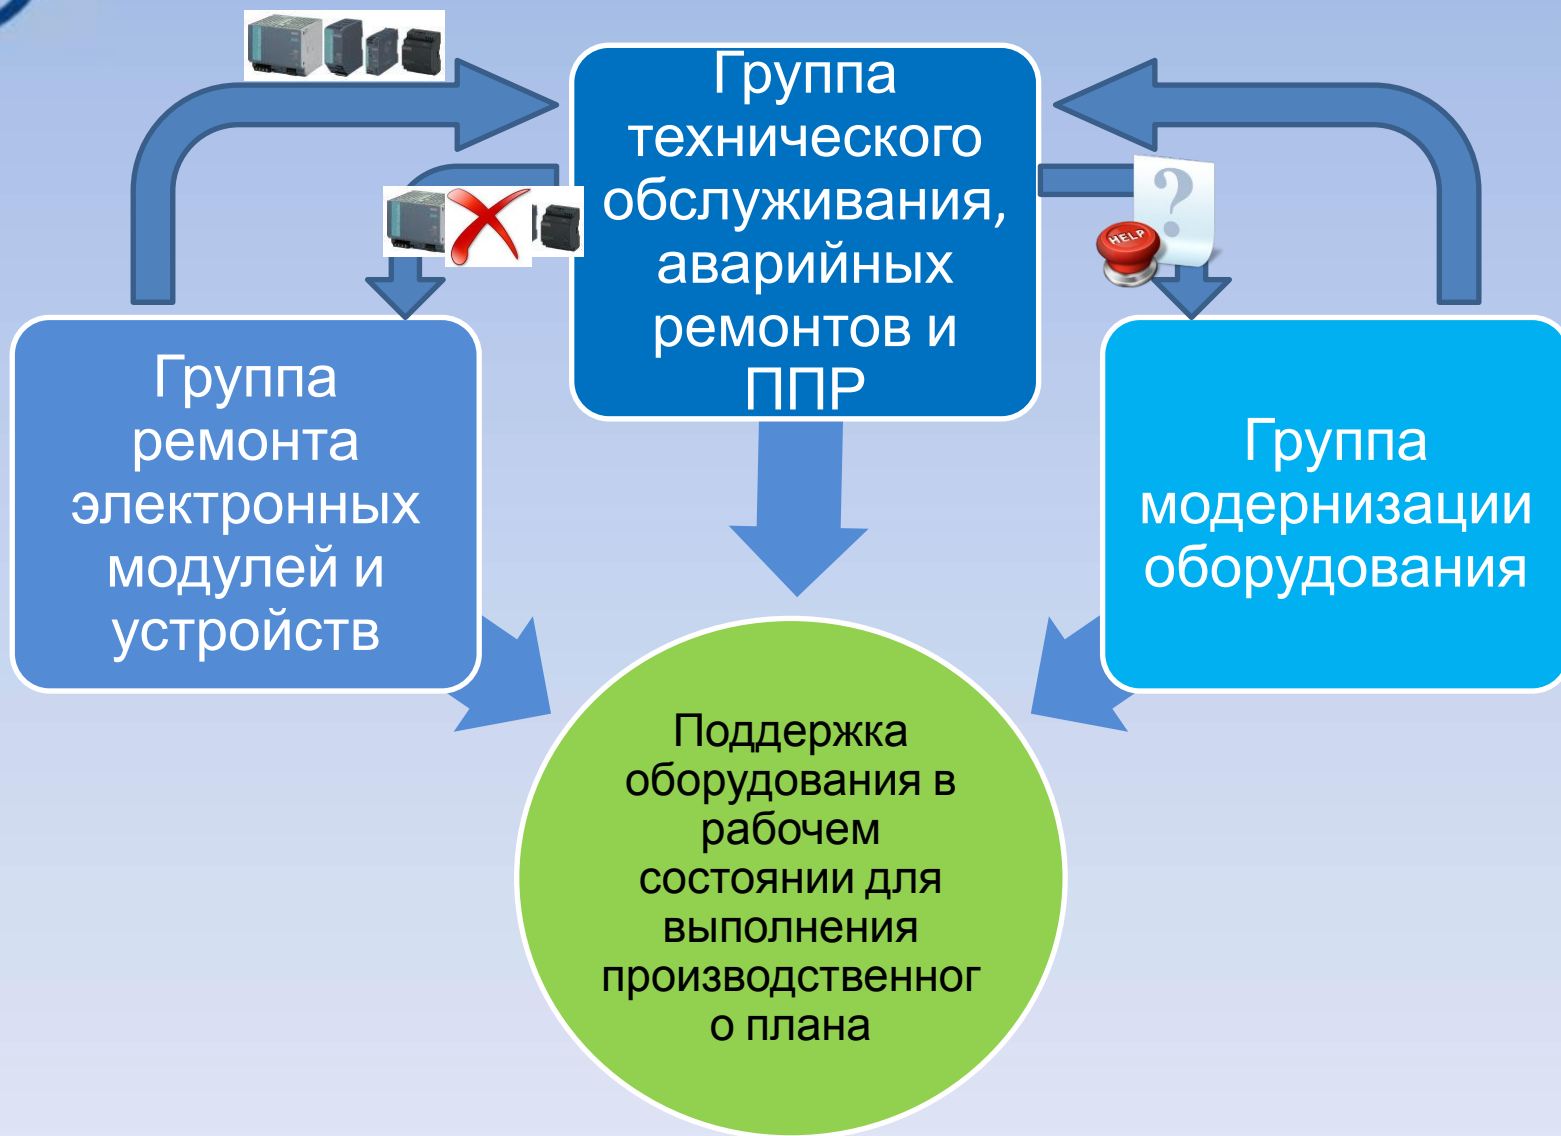 Группа
технического
обслуживания,
аварийных
ремонтов и
ППР
HELP
?
Группа
ремонта
электронных
модулей и
устройств
Группа
модернизации
оборудования
Поддержка
оборудования в
рабочем
состоянии для
выполнения
производственног
о плана